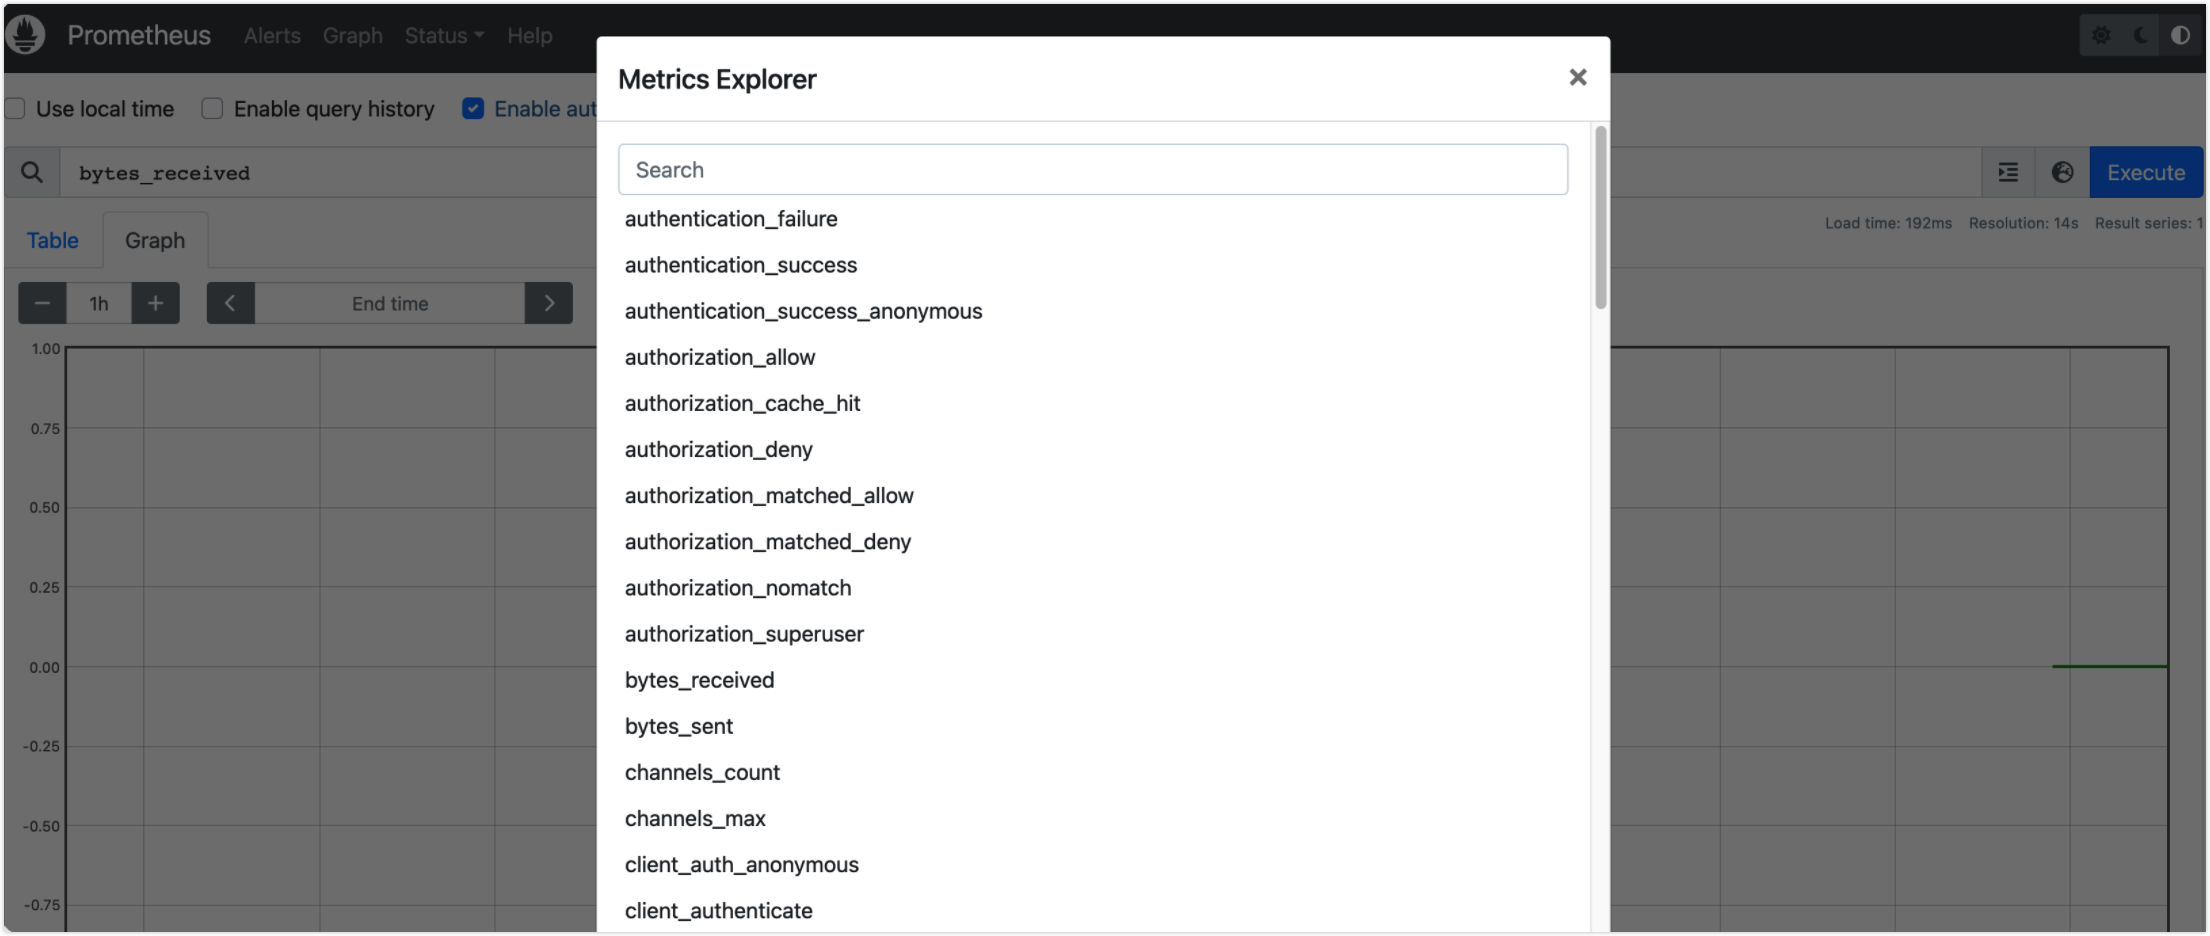 Prometheus Alerts Graph Status Help
Metrics Explorer
Use local time Enable query history Enable aut
Search
bytes_received
Execute
Load time: 192ms Resolution: 14s Result series: 1
Table Graph
1h End time
authentication_failure
authentication_success
authentication_success_anonymous
authorization_allow
authorization_cache_hit
authorization_deny
authorization_matched_allow
authorization_matched_deny
authorization_nomatch
authorization_superuser
bytes_received
bytes_sent
channels_count
channels_max
client_auth_anonymous
client_authenticate
1.00
0.75
0.50
0.25
0.00
-0.25
-0.50
-0.75